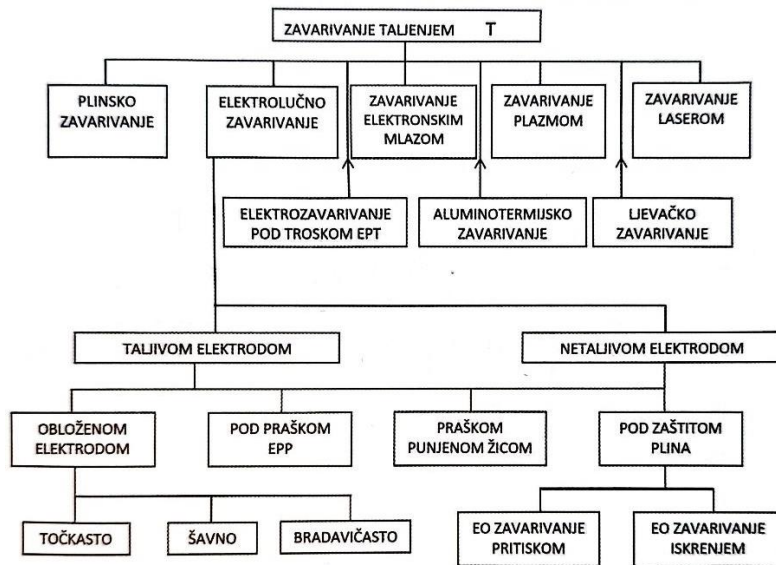 ZAVARIVANJE TALJENJEM T
PLINSKO
ZAVARIVANJE
ELEKTROLUČNO
ZAVARIVANJE
ZAVARIVANJE
ELEKTRONSKIM
MLAZOM
ZAVARIVANJE
PLAZMOM
ZAVARIVANJE
LASEROM
ELEKTROZAVARIVANJE
POD TROSKOM EPT
ALUMINOTERMIJSKO
ZAVARIVANJE
LJEVAČKO
ZAVARIVANJE
TALJIVOM ELEKTRODOM
NETALJIVOM ELEKTRODOM
OBLOŽENOM
ELEKTRODOM
POD PRAŠKOM
EPP
PRAŠKOM
PUNJENOM ŽICOM
POD ZAŠTITOM
PLINA
TOČKASTO
ŠAVNO
BRADAVIČASTO
EO ZAVARIVANJE
PRITISKOM
EO ZAVARIVANJE
ISKRENJEM